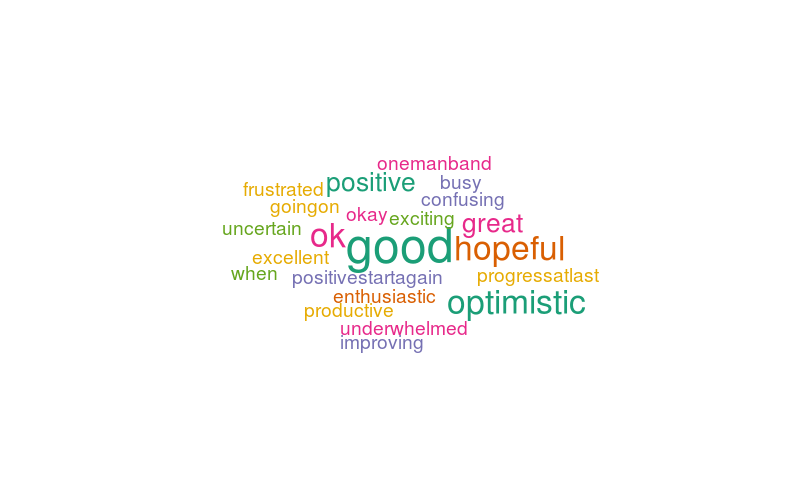 onemanband
positive
busy
frustrated
confusing
goingon
okay
exciting
great
uncertain
ok
good
hopeful
excellent
when
positivestartagain
progressatlast
enthusiastic
optimistic
productive
underwhelmed
improving